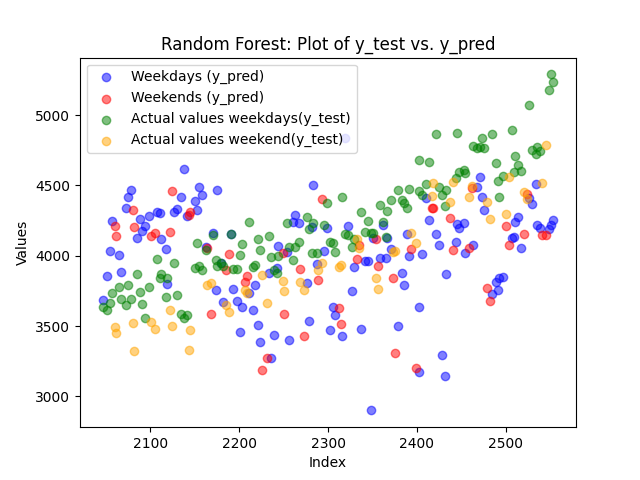 Random Forest: Plot of y_test vs. y_pred
Weekdays (y_pred)
Weekends (y_pred)
Actual values weekdays(y_test)
Actual values weekend(y_test)
5000
4500
4000
3500
3000
Values
2100 2200 2300 2400 2500
Index